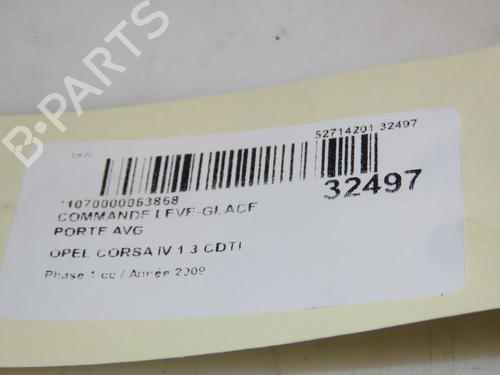 B-PARTS
52714201 32497
32497
*1070000063868
COMMANDE LEVE-GLACE
PORTE AVG
OPEL CORSA IV 1.3 CDTI
Phase 1 cc / Année 2009